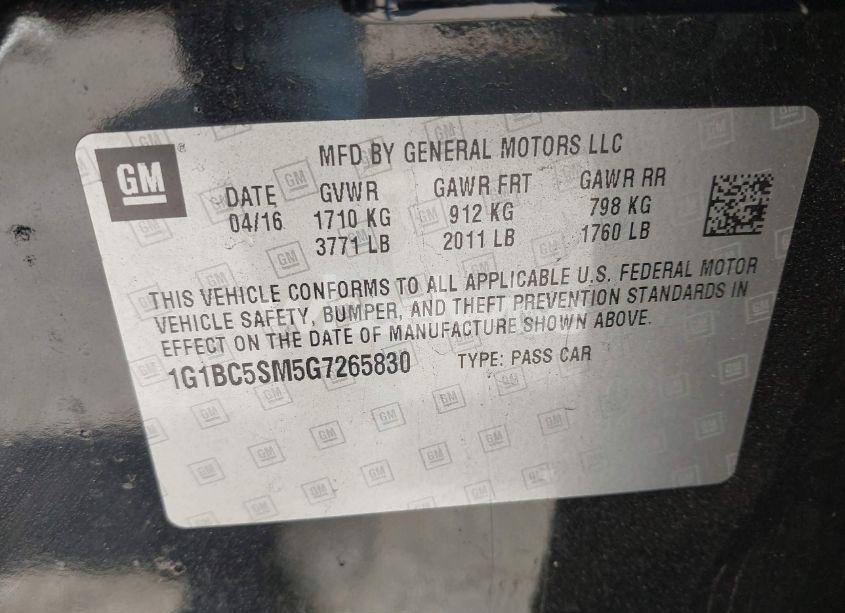 GM
MFD BY GENERAL MOTORS LLC
DATE GVWR GAWR FRT GAWR RR
04/16 1710 KG 912 KG 798 KG
3771 LB 2011 LB 1760 LB
THIS VEHICLE CONFORMS TO ALL APPLICABLE U.S. FEDERAL MOTOR
VEHICLE SAFETY, BUMPER, AND THEFT PREVENTION STANDARDS IN
EFFECT ON THE DATE OF MANUFACTURE SHOWN ABOVE.
1G1BC5SM5G7265830 TYPE: PASS CAR